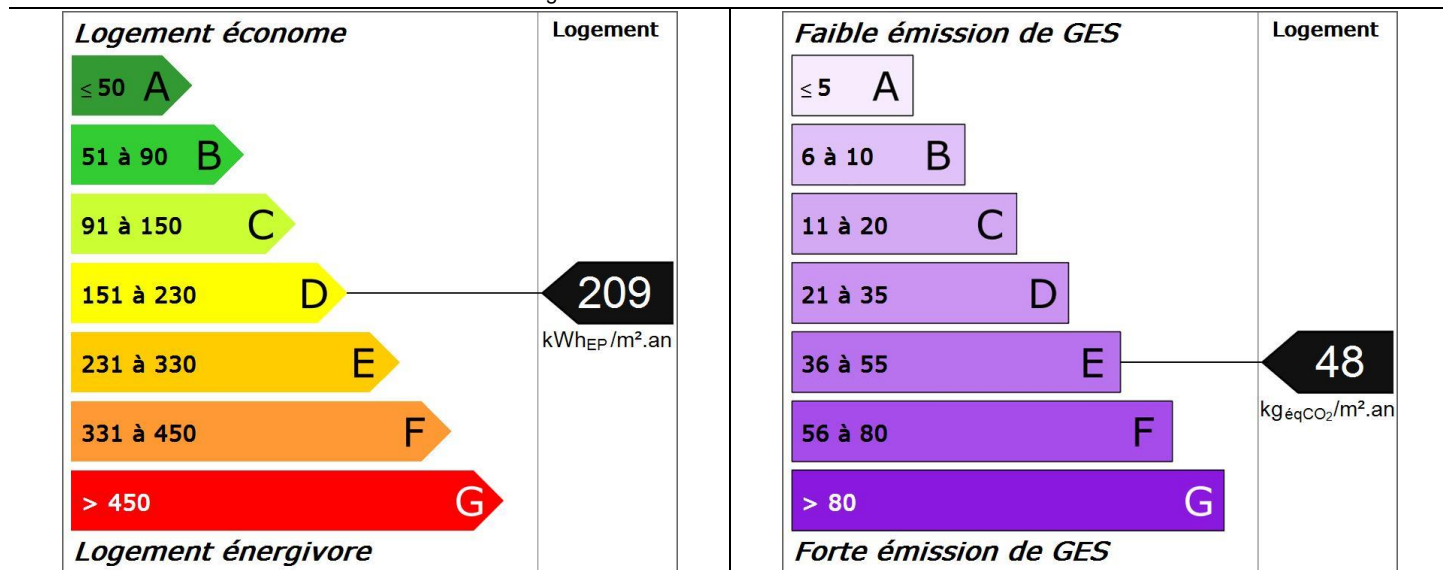 Logement économe
Logement
≤ 50 A
51 à 90 B
91 à 150 C
151 à 230 D
209
kWhEP/m².an
231 à 330 E
331 à 450 F
> 450 G
Logement énergivore
Faible émission de GES
Logement
≤ 5 A
6 à 10 B
11 à 20 C
21 à 35 D
36 à 55 E
48
kgéqCO₂/m².an
56 à 80 F
> 80 G
Forte émission de GES